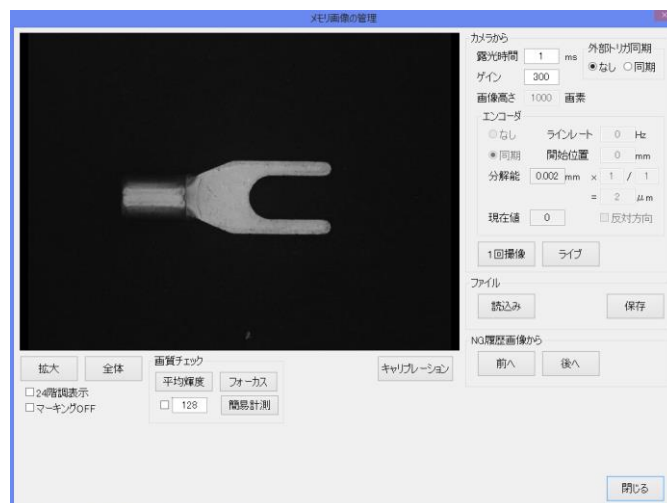 メモリ画像の管理
カメラから
露光時間 1 ms
外部トリガ同期
なし 同期
ゲイン 300
画像高さ 1000 画素
エンコーダ
なし ラインレート 0 Hz
同期 開始位置 0 mm
分解能 0.002 mm × 1 / 1
= 2 μm
現在値 0 反対方向
1回撮像 ライブ
ファイル
読込み 保存
NG履歴画像から
前へ 後へ
拡大 全体
24階調表示
マーキングOFF
画質チェック
平均輝度 フォーカス
128 簡易計測
キャリブレーション
閉じる